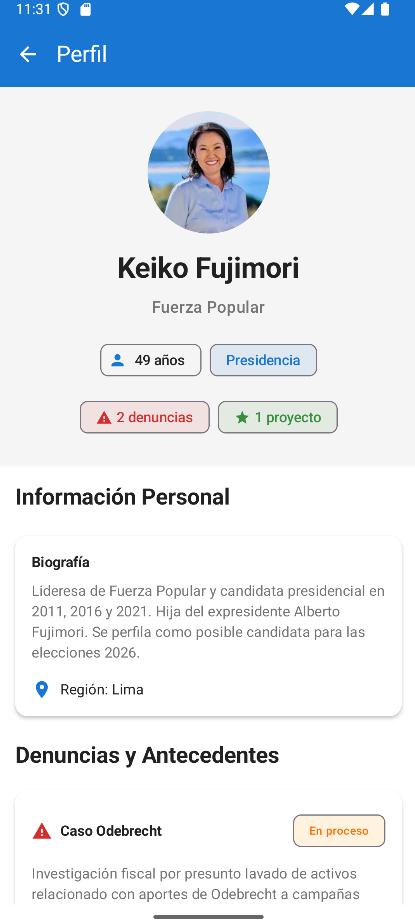 11:31
Perfil
Keiko Fujimori
Fuerza Popular
49 años
Presidencia
2 denuncias
1 proyecto
Información Personal
Biografía
Lideresa de Fuerza Popular y candidata presidencial en
2011, 2016 y 2021. Hija del expresidente Alberto
Fujimori. Se perfila como posible candidata para las
elecciones 2026.
Región: Lima
Denuncias y Antecedentes
Caso Odebrecht
En proceso
Investigación fiscal por presunto lavado de activos
relacionado con aportes de Odebrecht a campañas